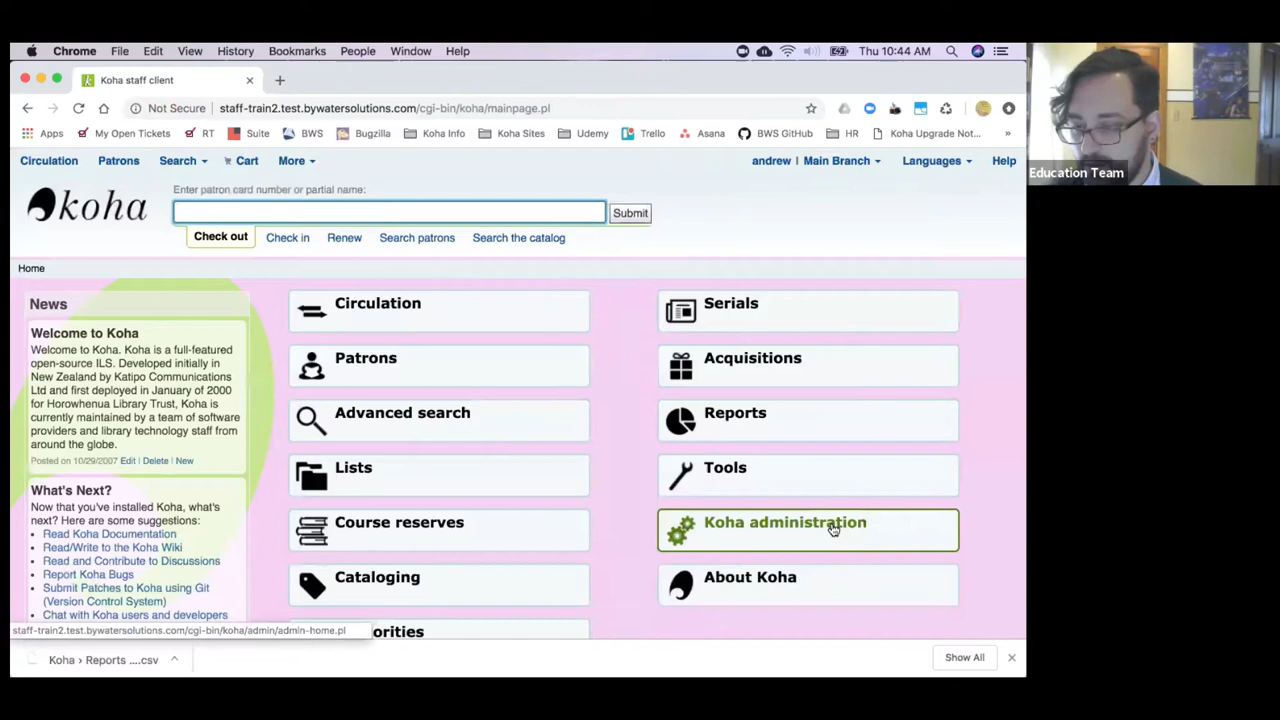 Chrome File Edit View History Bookmarks People Window Help Thu 10:44 AM
Koha staff client
Not Secure staff-train2.test.bywatersolutions.com/cgi-bin/koha/mainpage.pl
Apps My Open Tickets RT Suite BWS Bugzilla Koha Info Koha Sites Udemy Trello Asana BWS GitHub HR Koha Upgrade Not... »
Circulation Patrons Search Cart More andrew | Main Branch Languages Help
Education Team
koha
Enter patron card number or partial name:
Submit
Check out Check in Renew Search patrons Search the catalog
Home
News
Welcome to Koha
Welcome to Koha. Koha is a full-featured
open-source ILS. Developed initially in
New Zealand by Katipo Communications
Ltd and first deployed in January of 2000
for Horowhenua Library Trust, Koha is
currently maintained by a team of software
providers and library technology staff from
around the globe.
Posted on 10/29/2007 Edit | Delete | New
What's Next?
Now that you've installed Koha, what's
next? Here are some suggestions:
Read Koha Documentation
Read/Write to the Koha Wiki
Read and Contribute to Discussions
Report Koha Bugs
Submit Patches to Koha using Git
(Version Control System)
Chat with Koha users and developers
Circulation
Patrons
Advanced search
Lists
Course reserves
Cataloging
Serials
Acquisitions
Reports
Tools
Koha administration
About Koha
staff-train2.test.bywatersolutions.com/cgi-bin/koha/admin/admin-home.pl
Koha › Reports ....csv
Show All